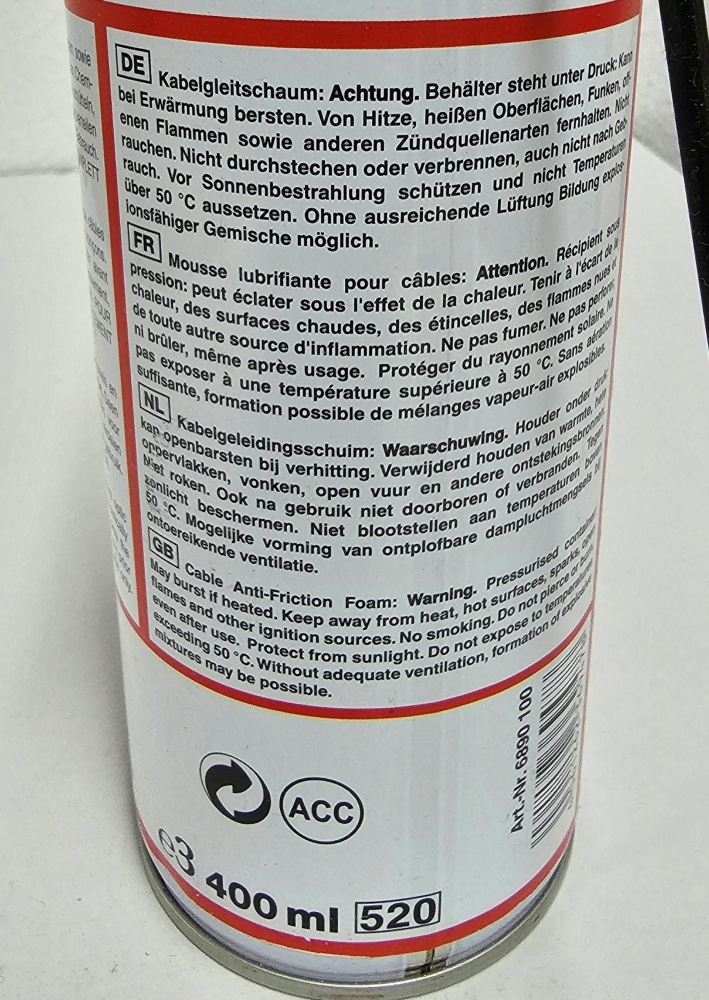 sowie
DE Kabelgleitschaum: Achtung. Behälter steht unter Druck: Kann
bei Erwärmung bersten. Von Hitze, heißen Oberflächen, Funken, off-
enen Flammen sowie anderen Zündquellenarten fernhalten. Nicht
rauchen. Nicht durchstechen oder verbrennen, auch nicht nach Geb-
rauch. Vor Sonnenbestrahlung schützen und nicht Temperaturen
über 50 °C aussetzen. Ohne ausreichende Lüftung Bildung explos-
ionsfähiger Gemische möglich.
FR Mousse lubrifiante pour câbles: Attention. Récipient sous
pression: peut éclater sous l'effet de la chaleur. Tenir à l'écart de la
chaleur, des surfaces chaudes, des étincelles, des flammes nues et
de toute autre source d'inflammation. Ne pas fumer. Ne pas perforer,
ni brûler, même après usage. Protéger du rayonnement solaire. Ne
pas exposer à une température supérieure à 50 °C. Sans aération
suffisante, formation possible de mélanges vapeur-air explosibles.
NL Kabelgeleidingsschuim: Waarschuwing. Houder onder druk:
kan openbarsten bij verhitting. Verwijderd houden van warmte, hete
oppervlakken, vonken, open vuur en andere ontstekingsbronnen.
Niet roken. Ook na gebruik niet doorboren of verbranden. Tegen
zonlicht beschermen. Niet blootstellen aan temperaturen boven
50 °C. Mogelijke vorming van ontplofbare dampluchtmengsels bij
ontoereikende ventilatie.
GB Cable Anti-Friction Foam: Warning. Pressurised container:
May burst if heated. Keep away from heat, hot surfaces, sparks, open
flames and other ignition sources. No smoking. Do not pierce or burn,
even after use. Protect from sunlight. Do not expose to temperatures
exceeding 50 °C. Without adequate ventilation, formation of explosive
mixtures may be possible.
Art.-Nr. 6890 100
ACC
e3 400 ml 520